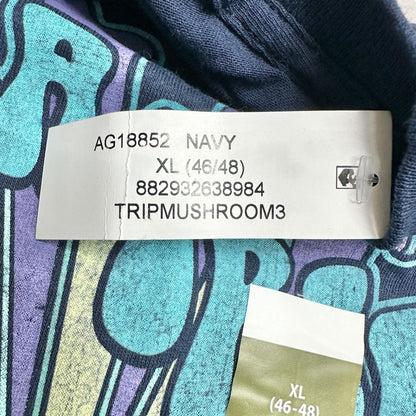 AG18852 NAVY
XL (46/48)
882932638984
TRIPMUSHROOM3
XL
(46-48)